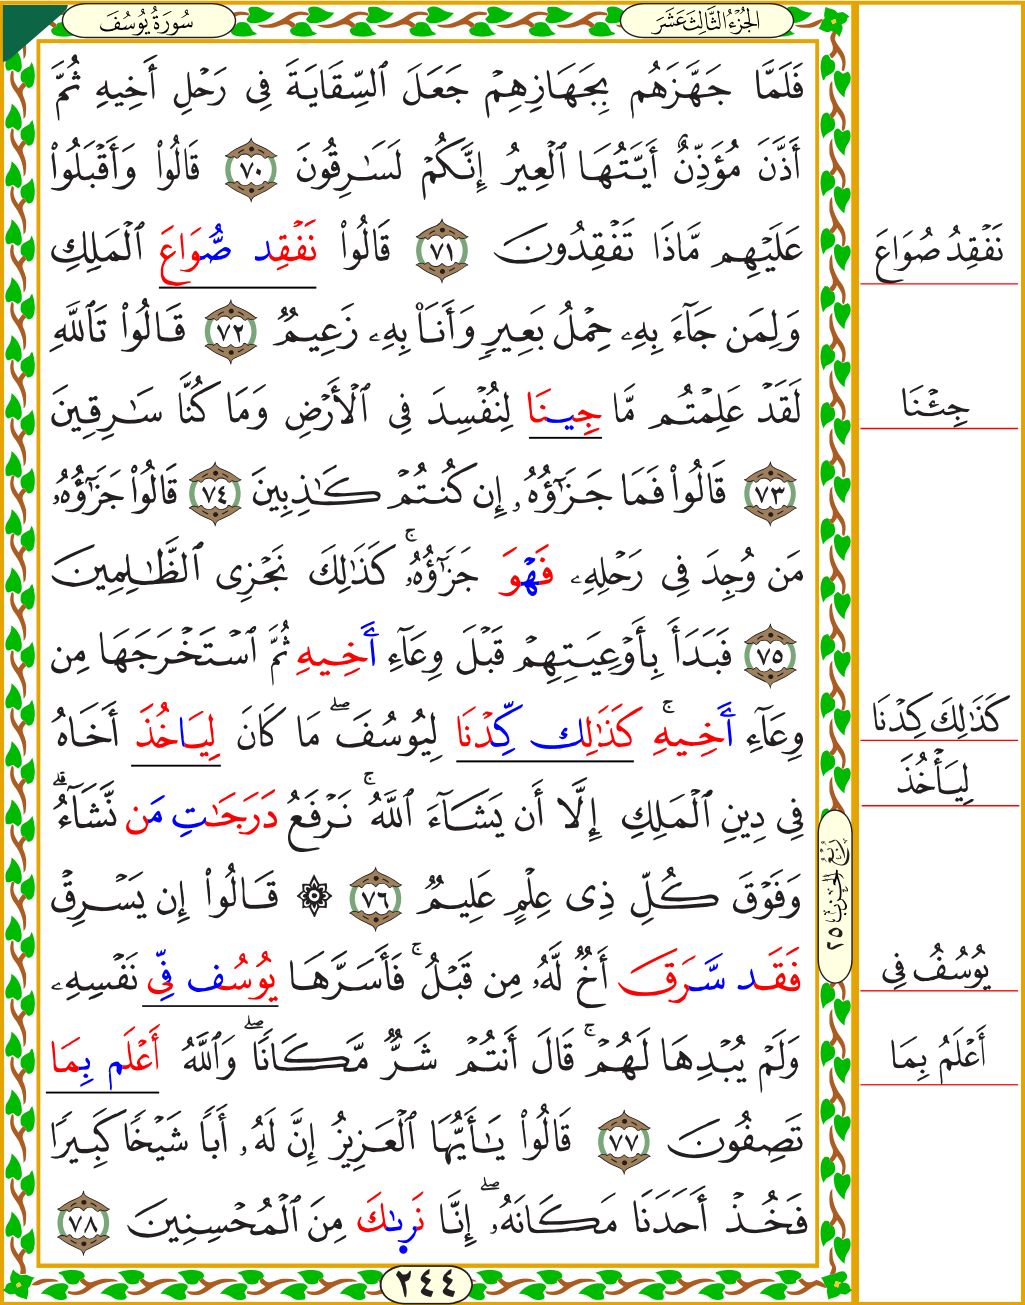 سُورَةُ يُوسُفَ
الجُزْءُ الثَّالِثَ عَشَرَ
فَلَمَّا جَهَّزَهُم بِجَهَازِهِمْ جَعَلَ ٱلسِّقَايَةَ فِى رَحْلِ أَخِيهِ ثُمَّ
أَذَّنَ مُؤَذِّنٌ أَيَّتُهَا ٱلْعِيرُ إِنَّكُمْ لَسَـٰرِقُونَ ٧٠ قَالُوا۟ وَأَقْبَلُوا۟
عَلَيْهِم مَّاذَا تَفْقِدُونَ ٧١ قَالُوا۟ نَفْقِد صُّوَاعَ ٱلْمَلِكِ
نَفْقِدُ صُوَاعَ
وَلِمَن جَآءَ بِهِۦ حِمْلُ بَعِيرٍ وَأَنَا۠ بِهِۦ زَعِيمٌ ٧٢ قَالُوا۟ تَٱللَّهِ
لَقَدْ عَلِمْتُم مَّا جِينَا لِنُفْسِدَ فِى ٱلْأَرْضِ وَمَا كُنَّا سَـٰرِقِينَ
جِئْنَا
٧٣ قَالُوا۟ فَمَا جَزَٰٓؤُهُۥٓ إِن كُنتُمْ كَـٰذِبِينَ ٧٤ قَالُوا۟ جَزَٰٓؤُهُۥ
مَن وُجِدَ فِى رَحْلِهِۦ فَهْوَ جَزَٰٓؤُهُۥ ۚ كَذَٰلِكَ نَجْزِى ٱلظَّـٰلِمِينَ
٧٥ فَبَدَأَ بِأَوْعِيَتِهِمْ قَبْلَ وِعَآءِ أَخِيهِ ثُمَّ ٱسْتَخْرَجَهَا مِن
وِعَآءِ أَخِيهِ ۚ كَذَٰلِك كِّدْنَا لِيُوسُفَ ۖ مَا كَانَ لِيَاخُذَ أَخَاهُ
كَذَٰلِكَ كِدْنَا
لِيَأْخُذَ
فِى دِينِ ٱلْمَلِكِ إِلَّآ أَن يَشَآءَ ٱللَّهُ ۚ نَرْفَعُ دَرَجَـٰتِ مَن نَّشَآءُ ۗ
وَفَوْقَ كُلِّ ذِى عِلْمٍ عَلِيمٌ ٧٦ ۞ قَالُوٓا۟ إِن يَسْرِقْ
رُبْعُ الحِزْبِ ٢٥
فَقَد سَّرَقَ أَخٌ لَّهُۥ مِن قَبْلُ ۚ فَأَسَرَّهَا يُوسُف فِّى نَفْسِهِۦ
يُوسُفُ فِى
وَلَمْ يُبْدِهَا لَهُمْ ۚ قَالَ أَنتُمْ شَرٌّ مَّكَانًا ۖ وَٱللَّهُ أَعْلَم بِمَا
أَعْلَمُ بِمَا
تَصِفُونَ ٧٧ قَالُوا۟ يَـٰٓأَيُّهَا ٱلْعَزِيزُ إِنَّ لَهُۥٓ أَبًا شَيْخًا كَبِيرًا
فَخُذْ أَحَدَنَا مَكَانَهُۥٓ ۖ إِنَّا نَرىٰكَ مِنَ ٱلْمُحْسِنِينَ ٧٨
٢٤٤